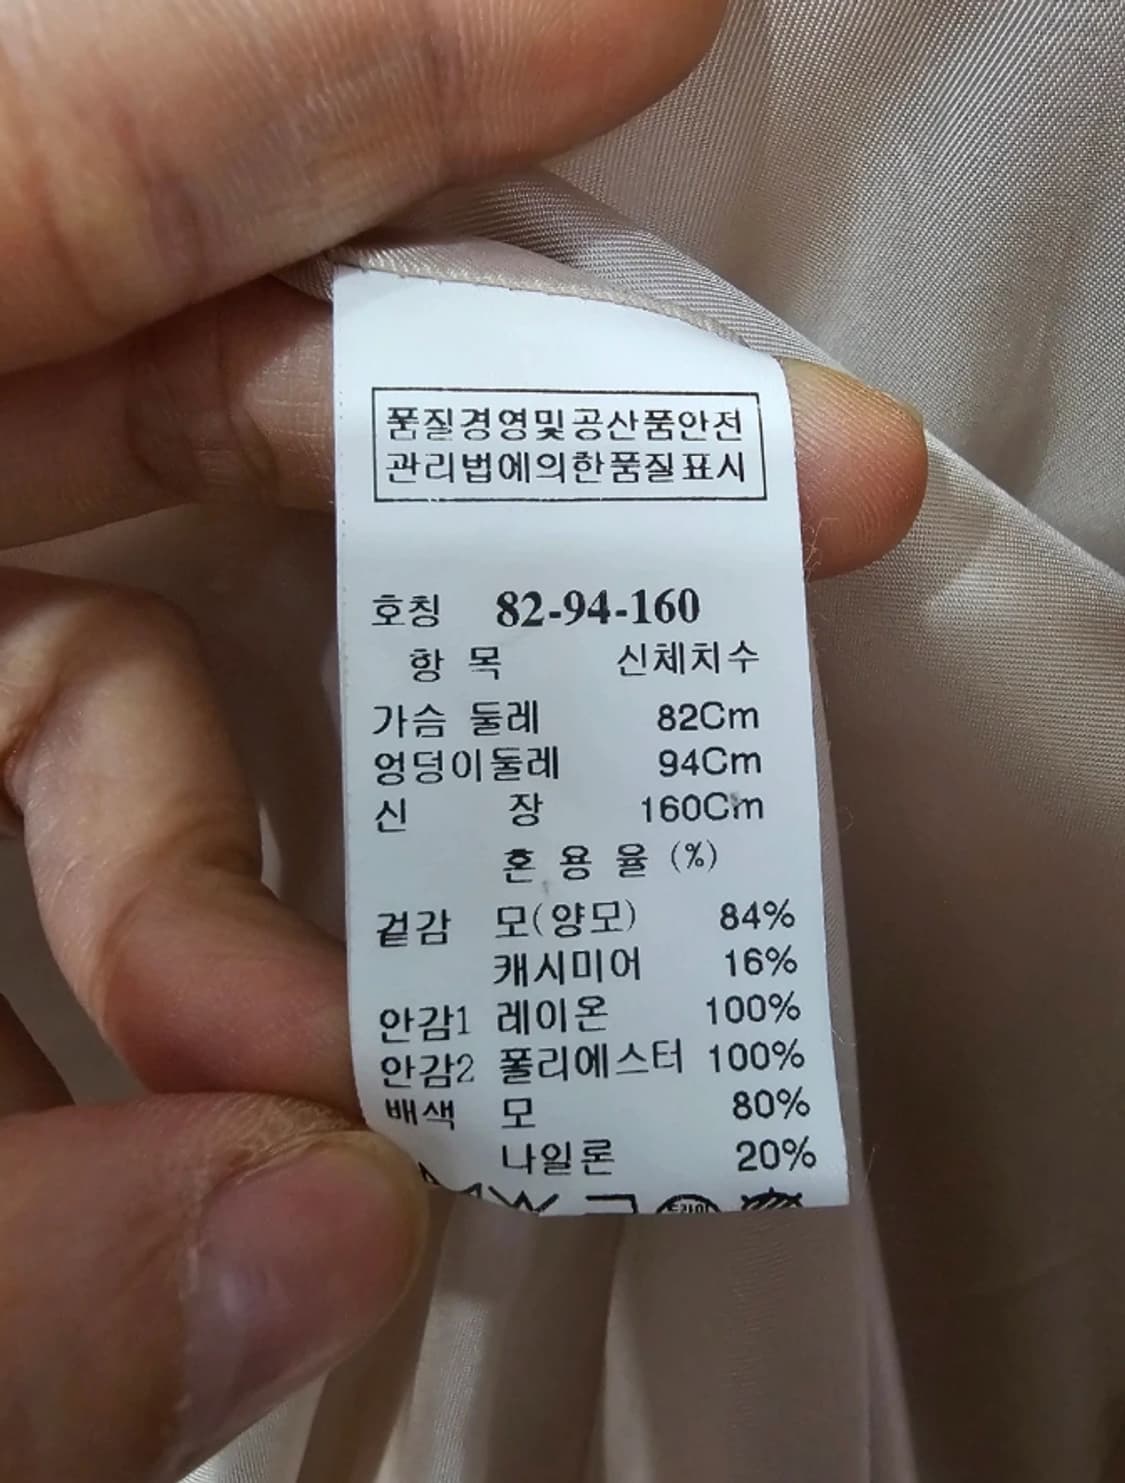 품질경영및공산품안전
관리법에의한품질표시
호칭 82-94-160
항 목 신체치수
가슴 둘레 82Cm
엉덩이둘레 94Cm
신 장 160Cm
혼 용 율 (%)
겉감 모(양모) 84%
캐시미어 16%
안감1 레이온 100%
안감2 폴리에스터 100%
배색 모 80%
나일론 20%